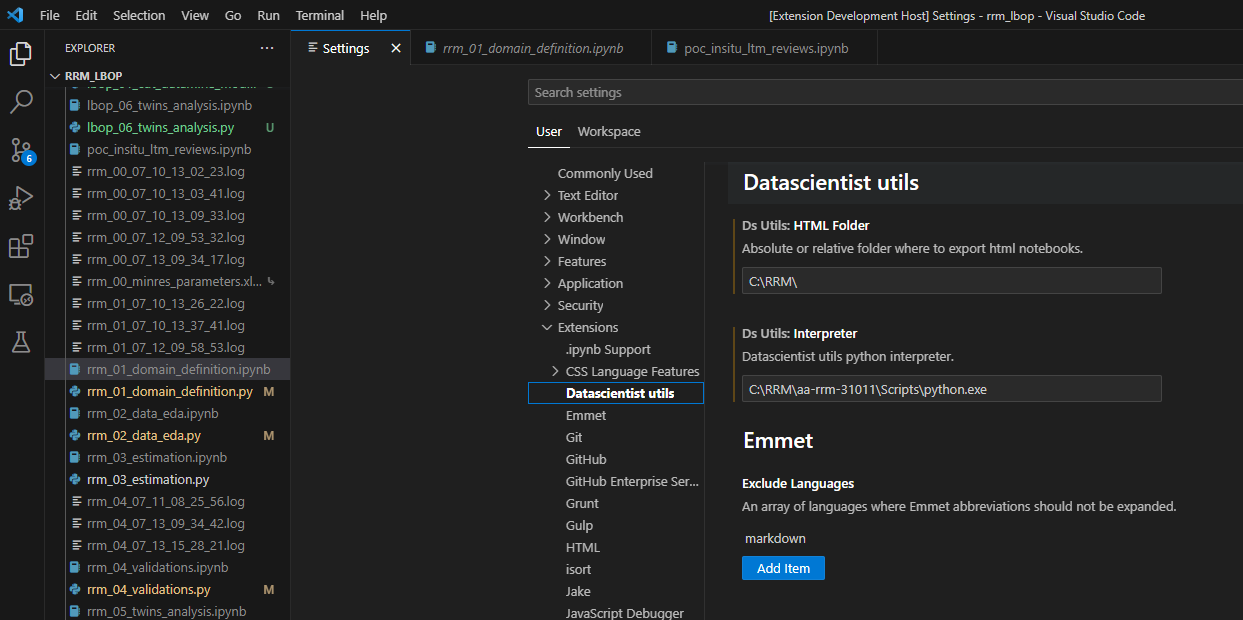 File Edit Selection View Go Run Terminal Help [Extension Development Host] Settings - rrm_lbop - Visual Studio Code
EXPLORER ...
Settings rrm_01_domain_definition.ipynb poc_insitu_ltm_reviews.ipynb
RRM_LBOP
lbop_06_twins_analysis.ipynb
lbop_06_twins_analysis.py U
poc_insitu_ltm_reviews.ipynb
rrm_00_07_10_13_02_23.log
rrm_00_07_10_13_03_41.log
rrm_00_07_10_13_09_33.log
rrm_00_07_12_09_53_32.log
rrm_00_07_13_09_34_17.log
rrm_00_minres_parameters.xl...
rrm_01_07_10_13_26_22.log
rrm_01_07_10_13_37_41.log
rrm_01_07_12_09_58_53.log
rrm_01_domain_definition.ipynb
rrm_01_domain_definition.py M
rrm_02_data_eda.ipynb
rrm_02_data_eda.py M
rrm_03_estimation.ipynb
rrm_03_estimation.py
rrm_04_07_11_08_25_56.log
rrm_04_07_13_09_34_42.log
rrm_04_07_13_15_28_21.log
rrm_04_validations.ipynb
rrm_04_validations.py M
rrm_05_twins_analysis.ipynb
6
Search settings
User Workspace
Commonly Used
Text Editor
Workbench
Window
Features
Application
Security
Extensions
.ipynb Support
CSS Language Features
Datascientist utils
Emmet
Git
GitHub
GitHub Enterprise Ser...
Grunt
Gulp
HTML
isort
Jake
JavaScript Debugger
Datascientist utils
Ds Utils: HTML Folder
Absolute or relative folder where to export html notebooks.
C:\RRM\
Ds Utils: Interpreter
Datascientist utils python interpreter.
C:\RRM\aa-rrm-31011\Scripts\python.exe
Emmet
Exclude Languages
An array of languages where Emmet abbreviations should not be expanded.
markdown
Add Item